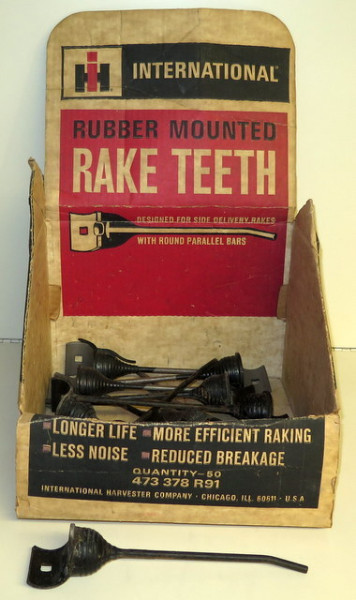 IH INTERNATIONAL
RUBBER MOUNTED
RAKE TEETH
DESIGNED FOR SIDE DELIVERY RAKES
WITH ROUND PARALLEL BARS
LONGER LIFE MORE EFFICIENT RAKING
LESS NOISE REDUCED BREAKAGE
QUANTITY-50
473 378 R91
INTERNATIONAL HARVESTER COMPANY · CHICAGO, ILL. 60611 · U.S.A